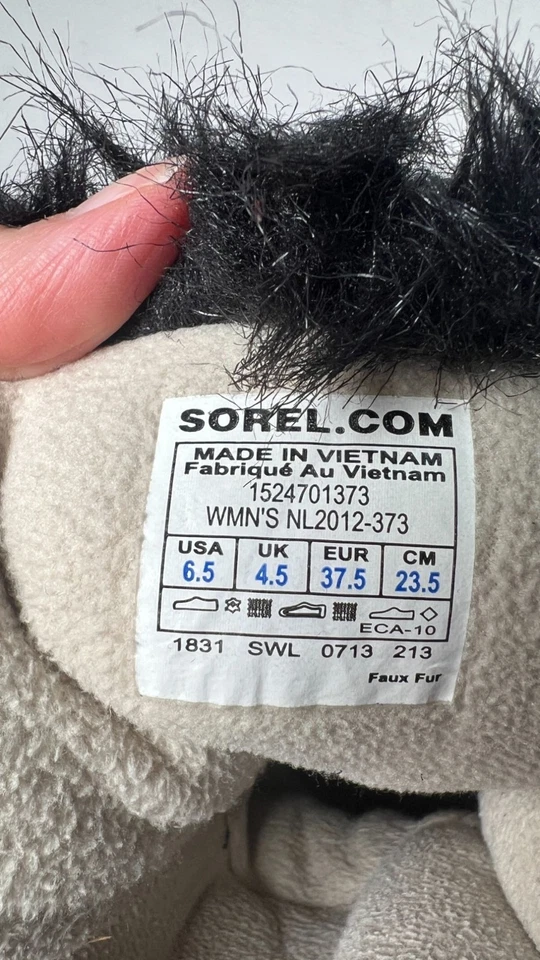 SOREL.COM
MADE IN VIETNAM
Fabriqué Au Vietnam
1524701373
WMN'S NL2012-373
USA UK EUR CM
6.5 4.5 37.5 23.5
ECA-10
1831 SWL 0713 213
Faux Fur